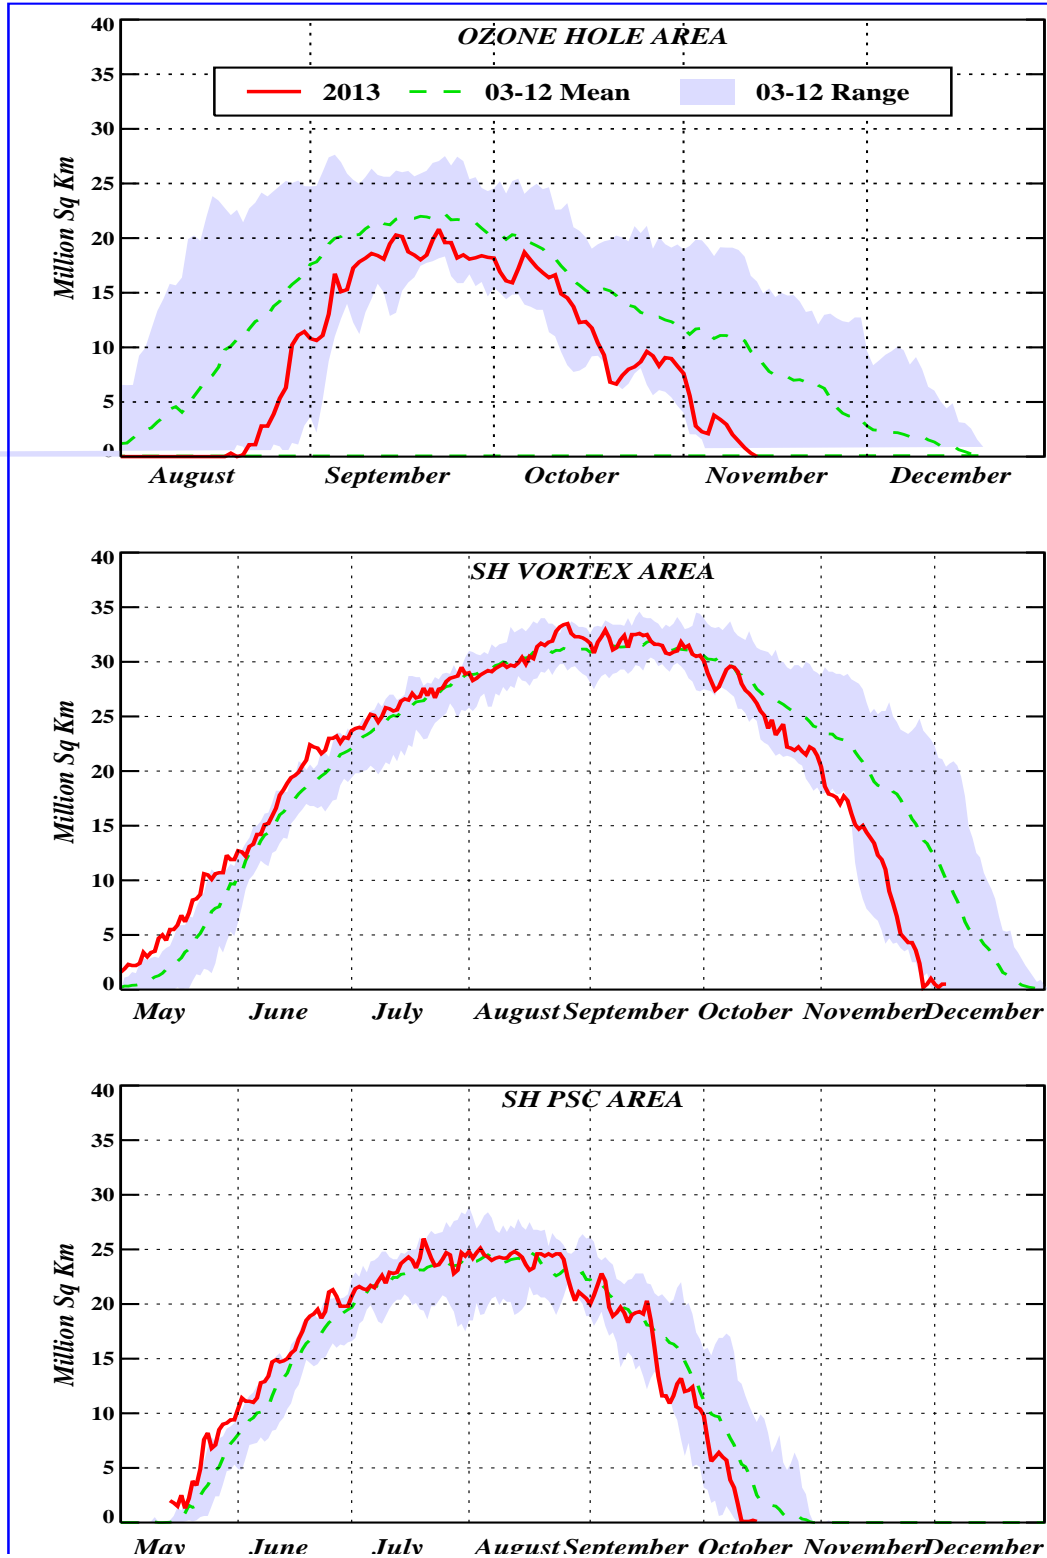 OZONE HOLE AREA
2013 03-12 Mean 03-12 Range
40
35
30
25
20
15
10
5
0
Million Sq Km
August September October November December
SH VORTEX AREA
40
35
30
25
20
15
10
5
0
Million Sq Km
May June July August September October November December
SH PSC AREA
40
35
30
25
20
15
10
5
0
Million Sq Km
May June July August September October November December